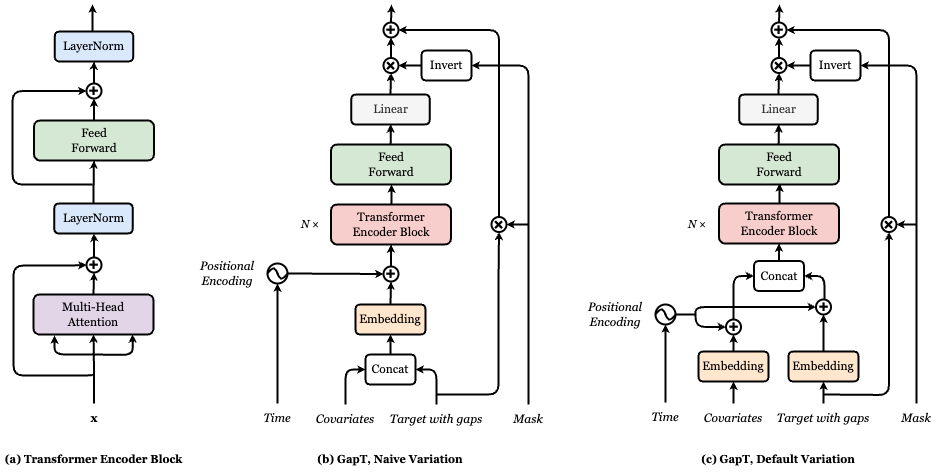 LayerNorm
Feed
Forward
LayerNorm
Multi-Head
Attention
x
(a) Transformer Encoder Block
Invert
Linear
Feed
Forward
N ×
Transformer
Encoder Block
Positional
Encoding
Embedding
Concat
Time
Covariates
Target with gaps
Mask
(b) GapT, Naive Variation
Invert
Linear
Feed
Forward
N ×
Transformer
Encoder Block
Concat
Positional
Encoding
Embedding
Embedding
Time
Covariates
Target with gaps
Mask
(c) GapT, Default Variation